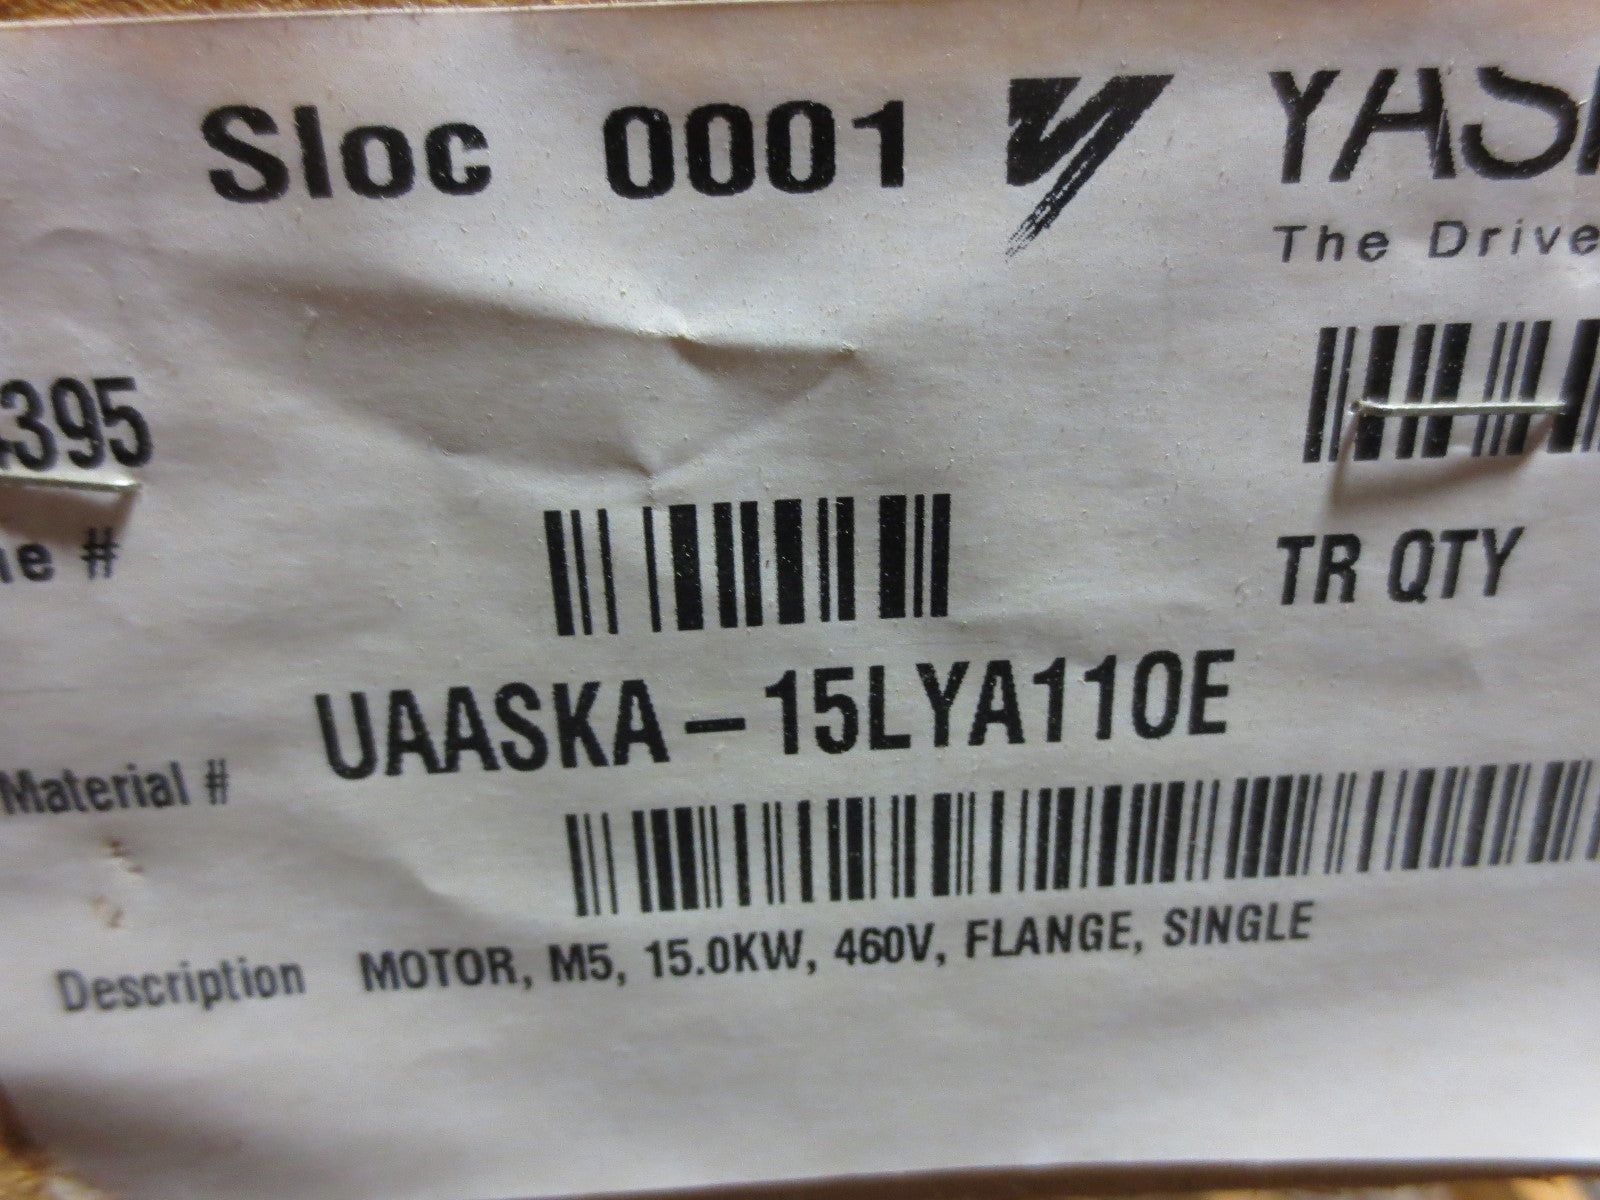 Sloc 0001
The Drive
395
#
TR QTY
UAASKA-15LYA110E
Material #
Description MOTOR, M5, 15.0KW, 460V, FLANGE, SINGLE